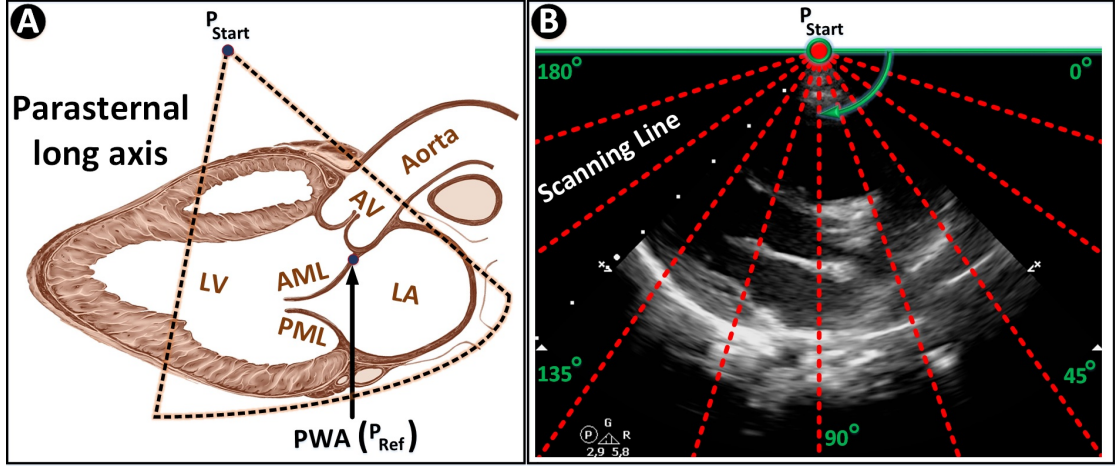 A
P Start
Parasternal
long axis
Aorta
AV
LV
AML
LA
PML
PWA (P Ref)
B
P Start
180°
0°
Scanning Line
135°
45°
90°
G
P R
2,9 5,8